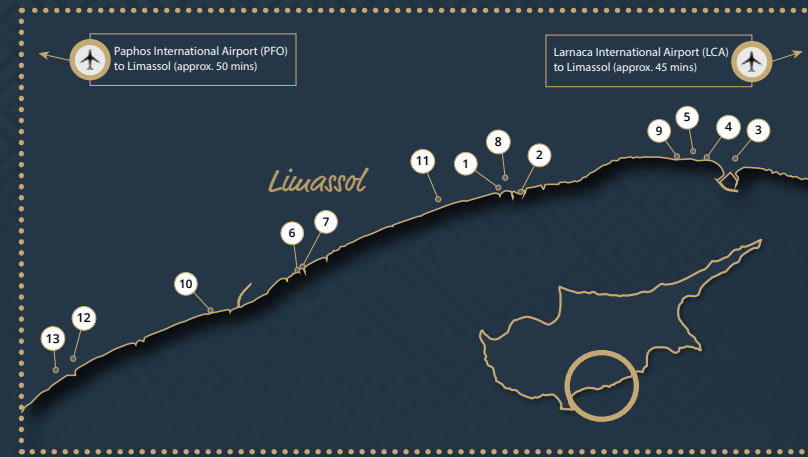 Paphos International Airport (PFO)
to Limassol (approx. 50 mins)
Larnaca International Airport (LCA)
to Limassol (approx. 45 mins)
5
9
4
3
8
2
11
1
Limassol
7
6
10
12
13